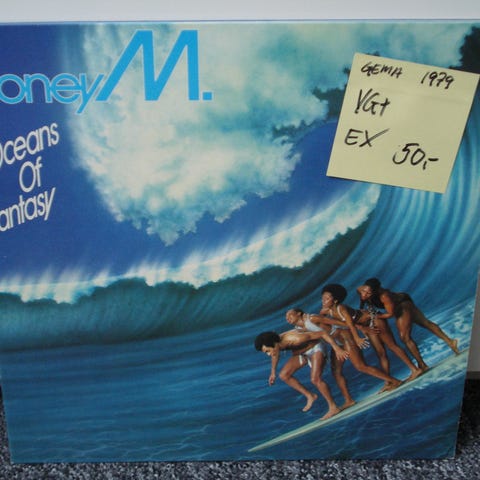 oney M.
Oceans
Of
antasy
GEMA 1979
VG+
EX 50,-